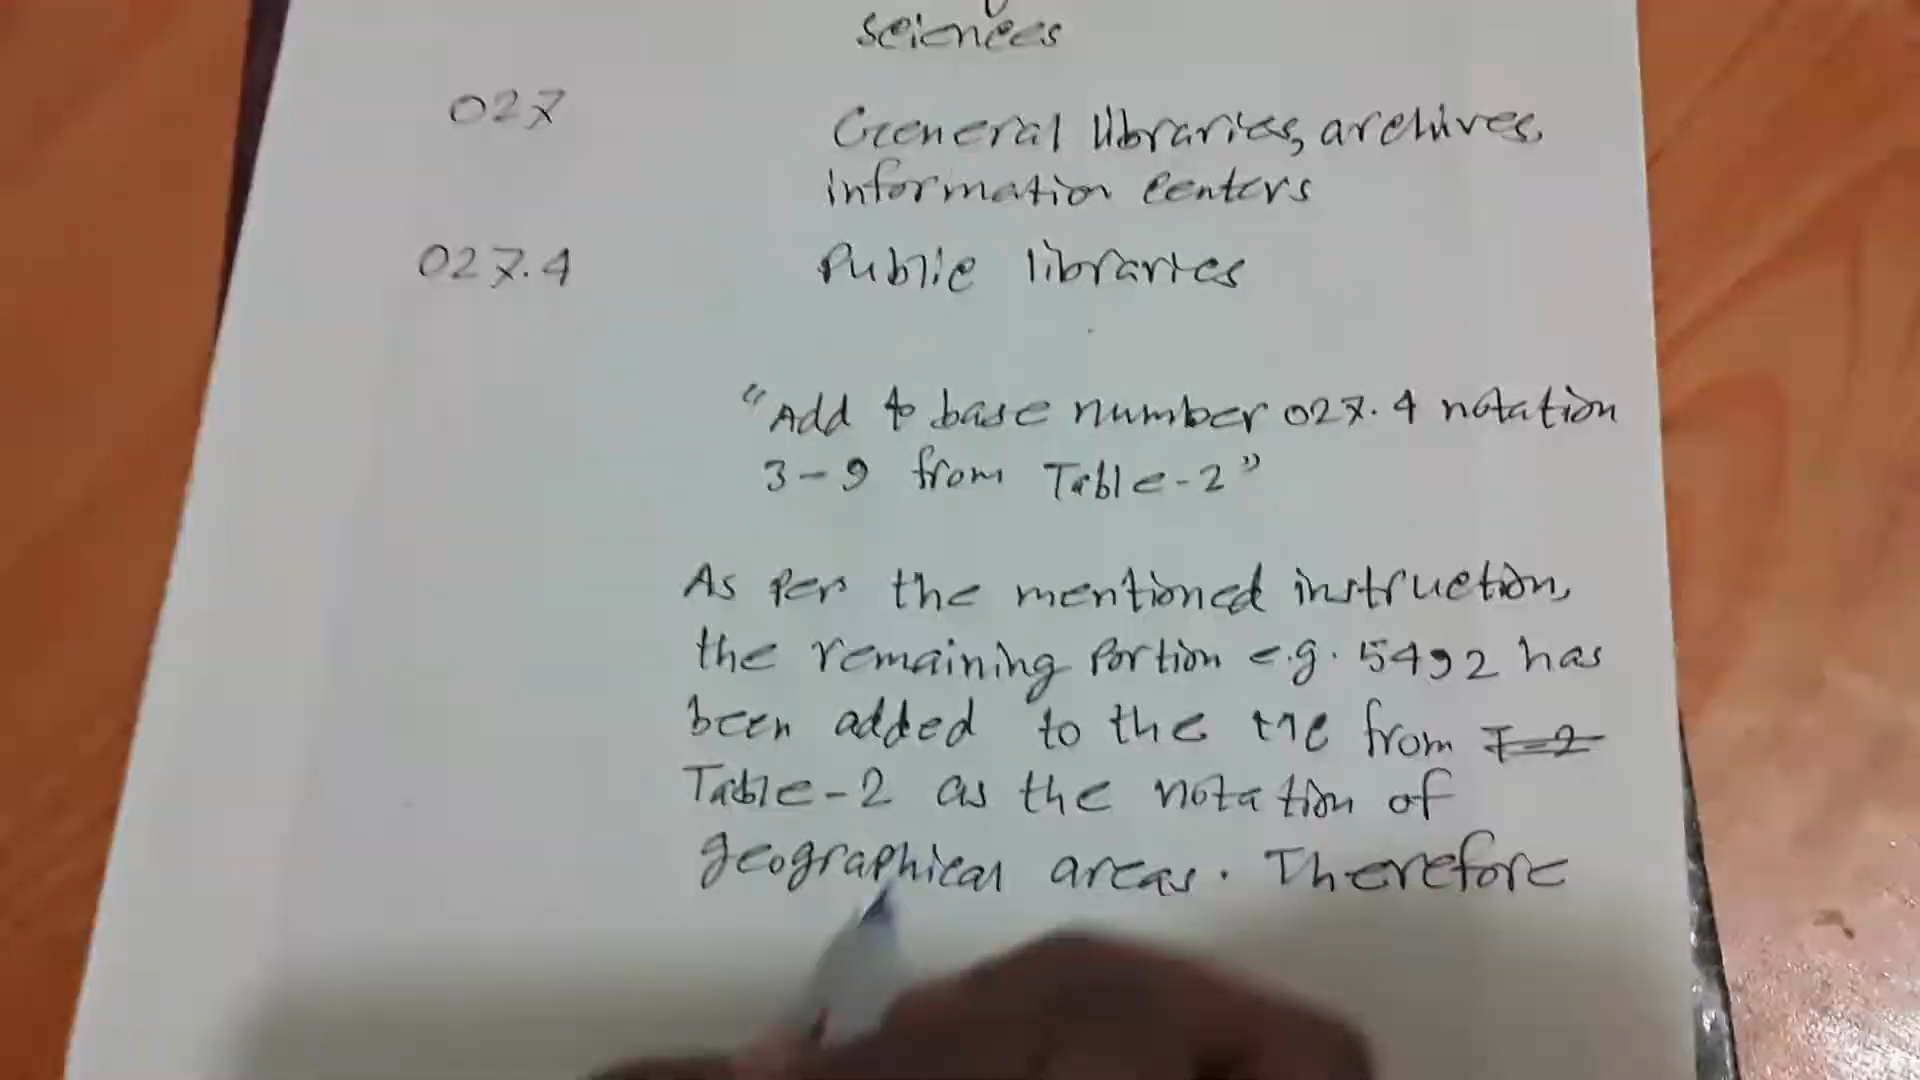 sciences
027
General libraries, archives,
information centers
027.4
Public libraries
"Add to base number 027.4 notation
3-9 from Table-2"
As per the mentioned instruction,
the remaining portion e.g. 5492 has
been added to the from T-2
Table-2 as the notation of
geographical areas. Therefore